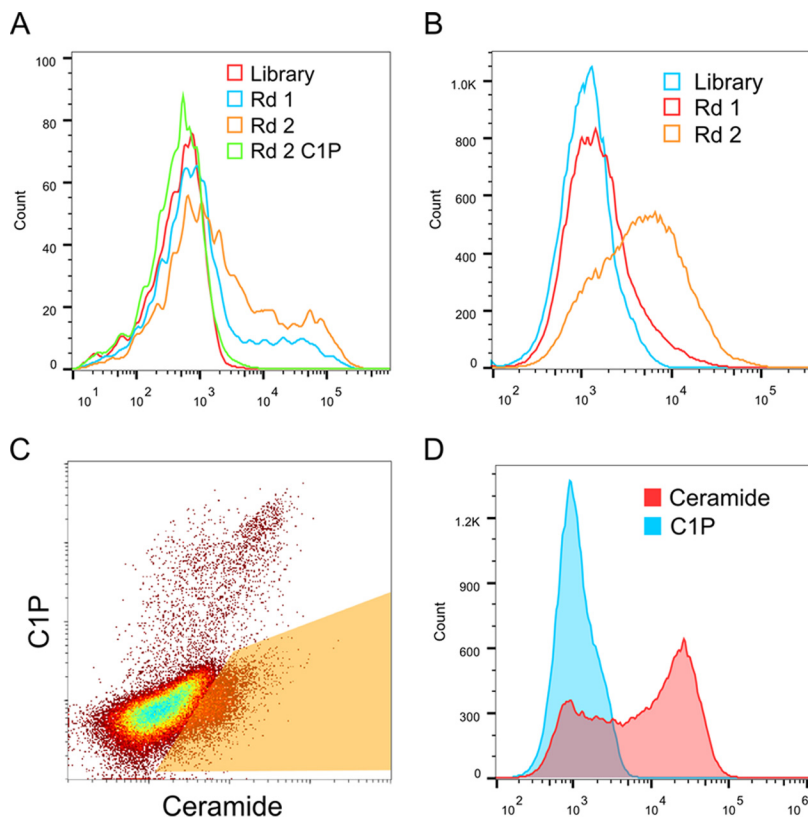 A
Library
Rd 1
Rd 2
Rd 2 C1P
100
80
60
40
20
0
Count
10^1 10^2 10^3 10^4 10^5
B
Library
Rd 1
Rd 2
1.0K
800
600
400
200
0
Count
10^2 10^3 10^4 10^5
C
C1P
Ceramide
D
Ceramide
C1P
1.2K
900
600
300
0
Count
10^2 10^3 10^4 10^5 10^6